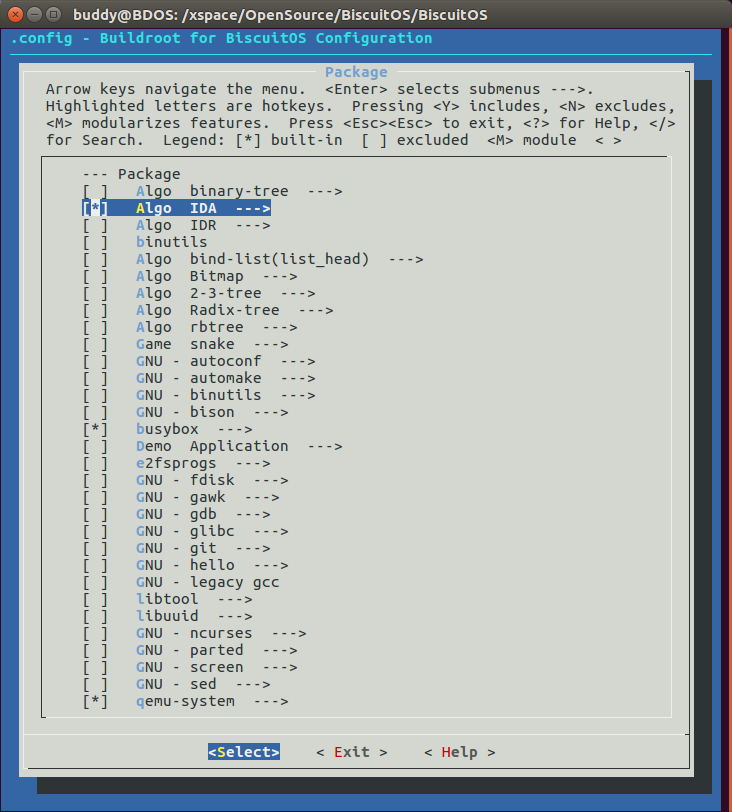 buddy@BDOS: /xspace/OpenSource/BiscuitOS/BiscuitOS
.config - Buildroot for BiscuitOS Configuration
Package
Arrow keys navigate the menu.  <Enter> selects submenus --->.
Highlighted letters are hotkeys.  Pressing <Y> includes, <N> excludes,
<M> modularizes features.  Press <Esc><Esc> to exit, <?> for Help, </>
for Search.  Legend: [*] built-in  [ ] excluded  <M> module  < >
--- Package
[ ]   Algo  binary-tree  --->
[*]   Algo  IDA  --->
[ ]   Algo  IDR  --->
[ ]   binutils
[ ]   Algo  bind-list(list_head)  --->
[ ]   Algo  Bitmap  --->
[ ]   Algo  2-3-tree  --->
[ ]   Algo  Radix-tree  --->
[ ]   Algo  rbtree  --->
[ ]   Game  snake  --->
[ ]   GNU - autoconf  --->
[ ]   GNU - automake  --->
[ ]   GNU - binutils  --->
[ ]   GNU - bison  --->
[*]   busybox  --->
[ ]   Demo  Application  --->
[ ]   e2fsprogs  --->
[ ]   GNU - fdisk  --->
[ ]   GNU - gawk  --->
[ ]   GNU - gdb  --->
[ ]   GNU - glibc  --->
[ ]   GNU - git  --->
[ ]   GNU - hello  --->
[ ]   GNU - legacy gcc
[ ]   libtool  --->
[ ]   libuuid  --->
[ ]   GNU - ncurses  --->
[ ]   GNU - parted  --->
[ ]   GNU - screen  --->
[ ]   GNU - sed  --->
[*]   qemu-system  --->
<Select>    < Exit >    < Help >